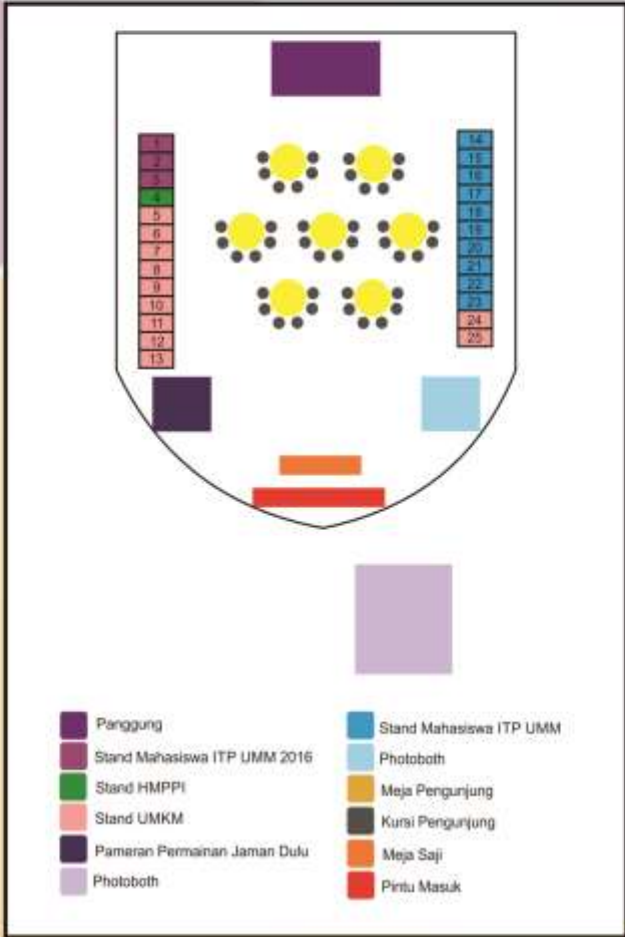 1
2
3
4
5
6
7
8
9
10
11
12
13
14
15
16
17
18
19
20
21
22
23
24
25
Panggung
Stand Mahasiswa ITP UMM 2016
Stand HMPPI
Stand UMKM
Pameran Permainan Jaman Dulu
Photoboth
Stand Mahasiswa ITP UMM
Photoboth
Meja Pengunjung
Kursi Pengunjung
Meja Saji
Pintu Masuk